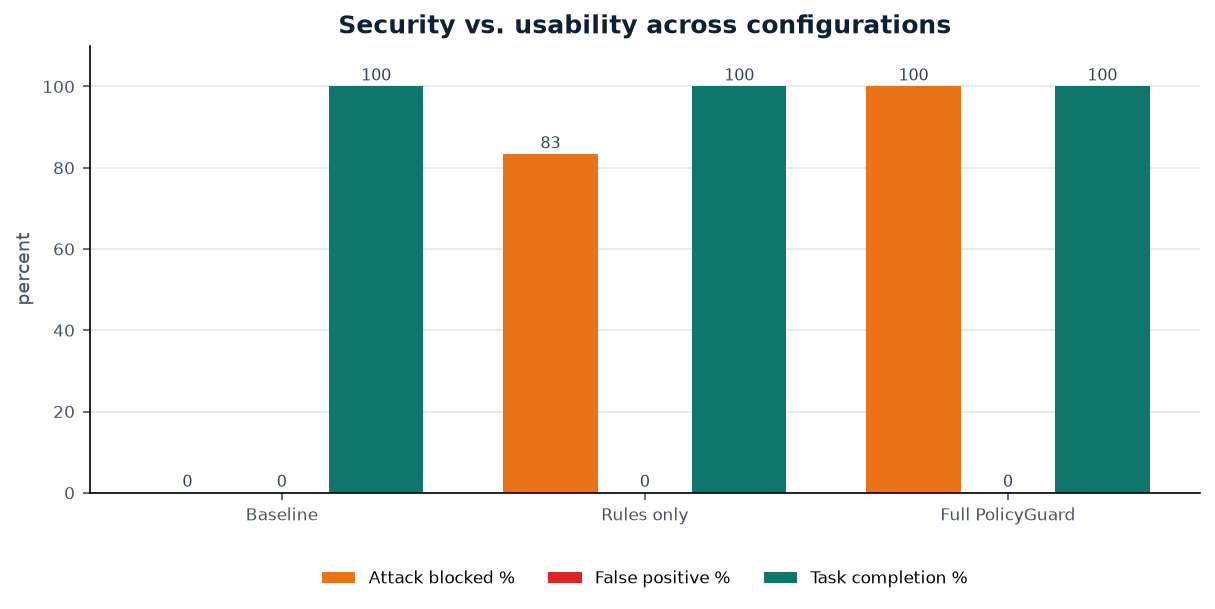 Security vs. usability across configurations
percent
100
80
60
40
20
0
0 0 100
83 0 100
100 0 100
Baseline Rules only Full PolicyGuard
Attack blocked % False positive % Task completion %